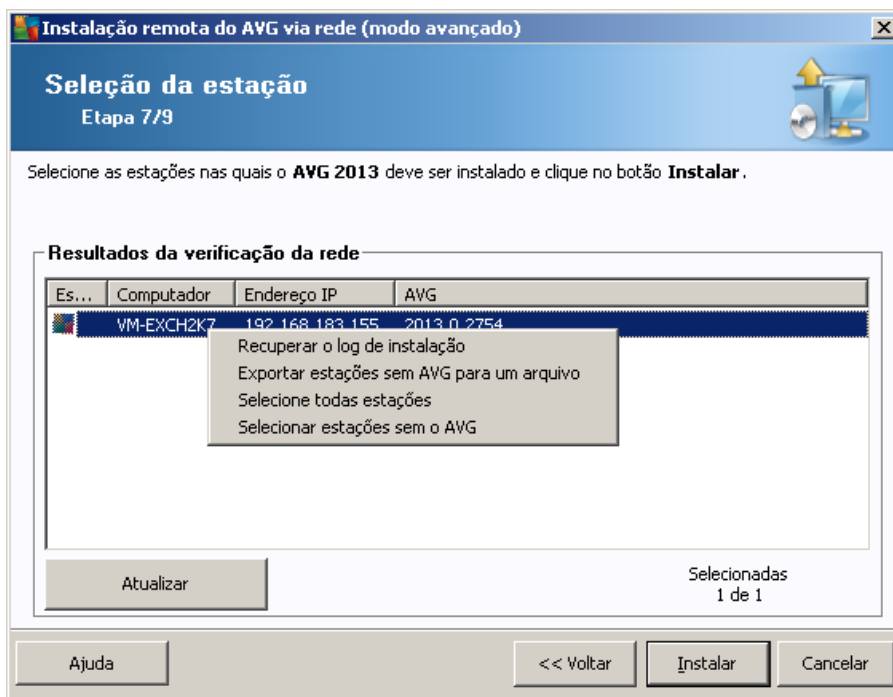 Instalação remota do AVG via rede (modo avançado)
Seleção da estação
Etapa 7/9
Selecione as estações nas quais o AVG 2013 deve ser instalado e clique no botão Instalar.
Resultados da verificação da rede
Es... Computador Endereço IP AVG
VM-EXCH2K7 192.168.183.155 2013.0.2754
Recuperar o log de instalação
Exportar estações sem AVG para um arquivo
Selecione todas estações
Selecionar estações sem o AVG
Atualizar
Selecionadas
1 de 1
Ajuda << Voltar Instalar Cancelar